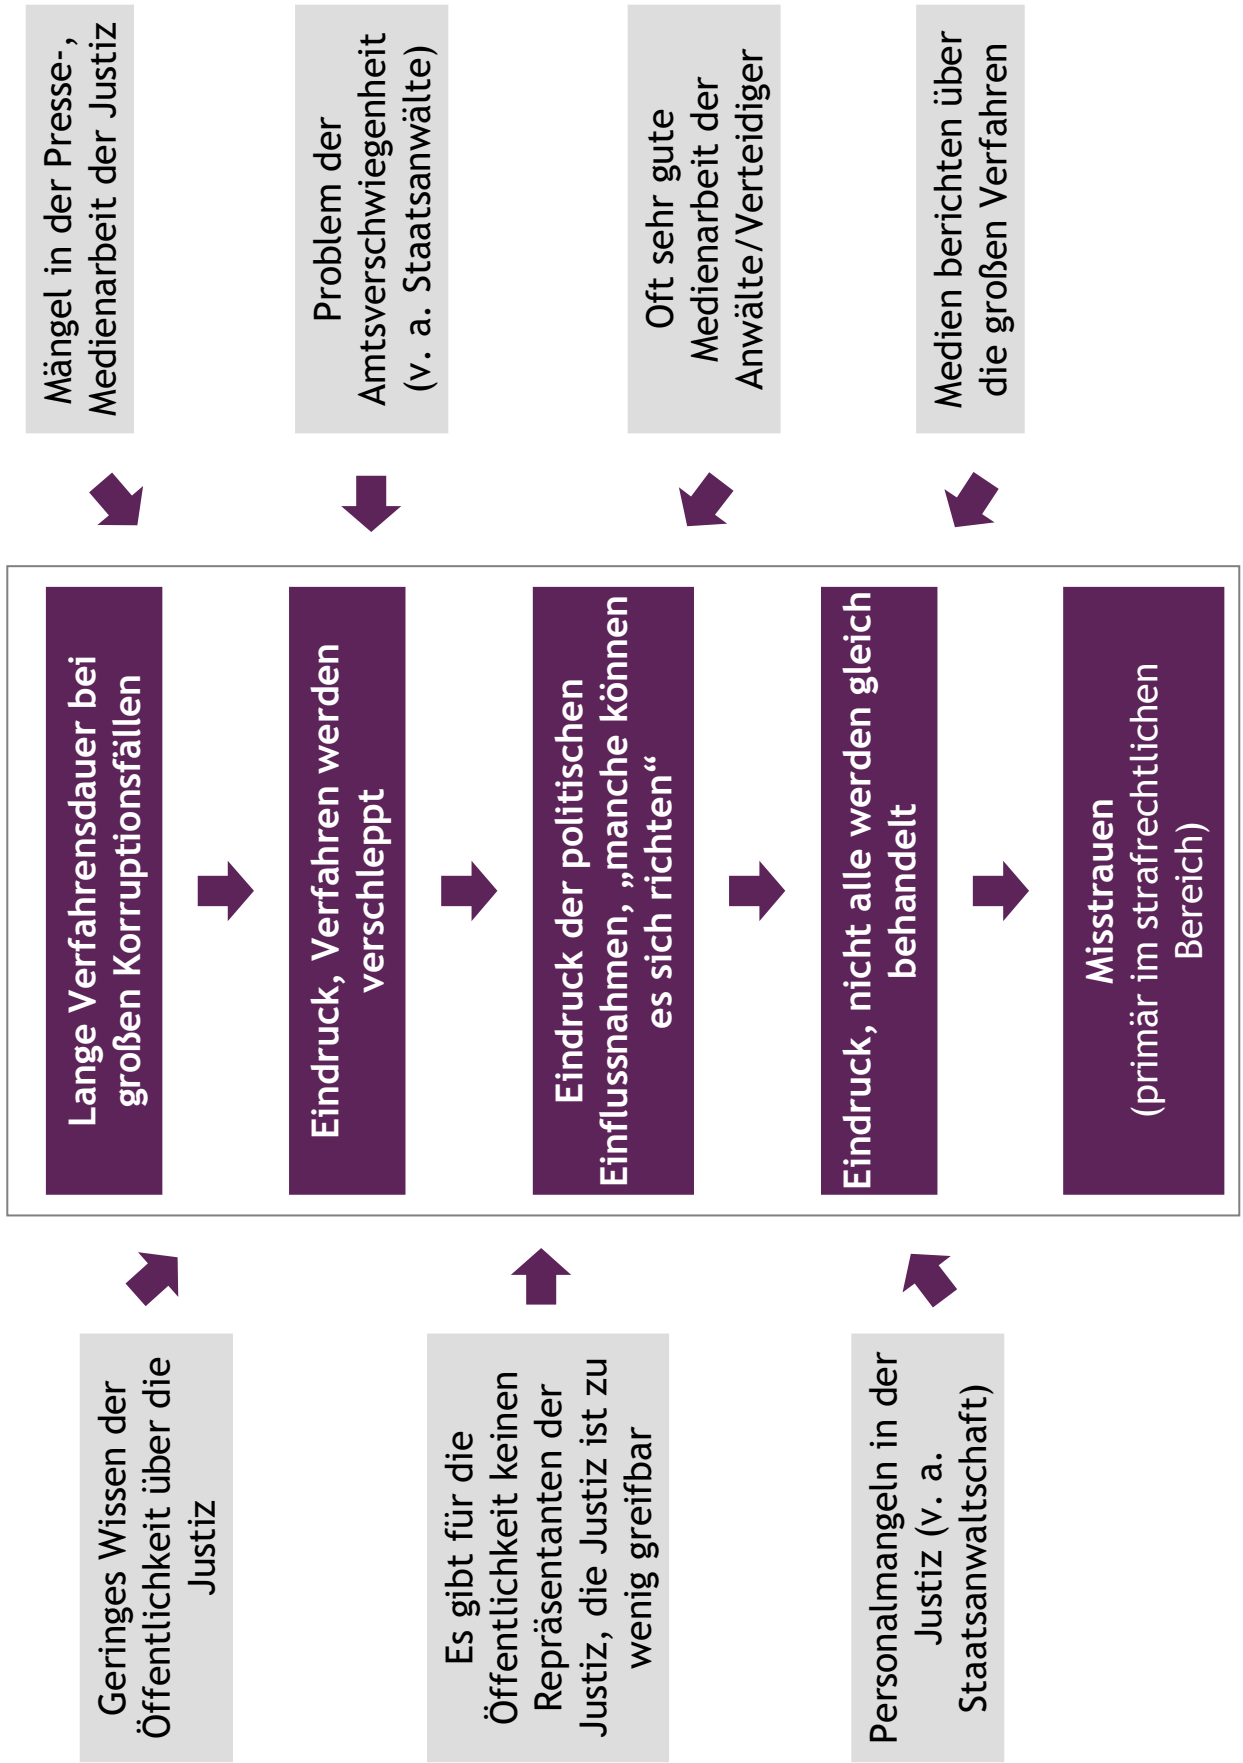 Geringes Wissen der
Öffentlichkeit über die
Justiz
Es gibt für die
Öffentlichkeit keinen
Repräsentanten der
Justiz, die Justiz ist zu
wenig greifbar
Personalmangeln in der
Justiz (v. a.
Staatsanwaltschaft)
Lange Verfahrensdauer bei
großen Korruptionsfällen
Eindruck, Verfahren werden
verschleppt
Eindruck der politischen
Einflussnahmen, „manche können
es sich richten“
Eindruck, nicht alle werden gleich
behandelt
Misstrauen
(primär im strafrechtlichen
Bereich)
Mängel in der Presse-,
Medienarbeit der Justiz
Problem der
Amtsverschwiegenheit
(v. a. Staatsanwälte)
Oft sehr gute
Medienarbeit der
Anwälte/Verteidiger
Medien berichten über
die großen Verfahren